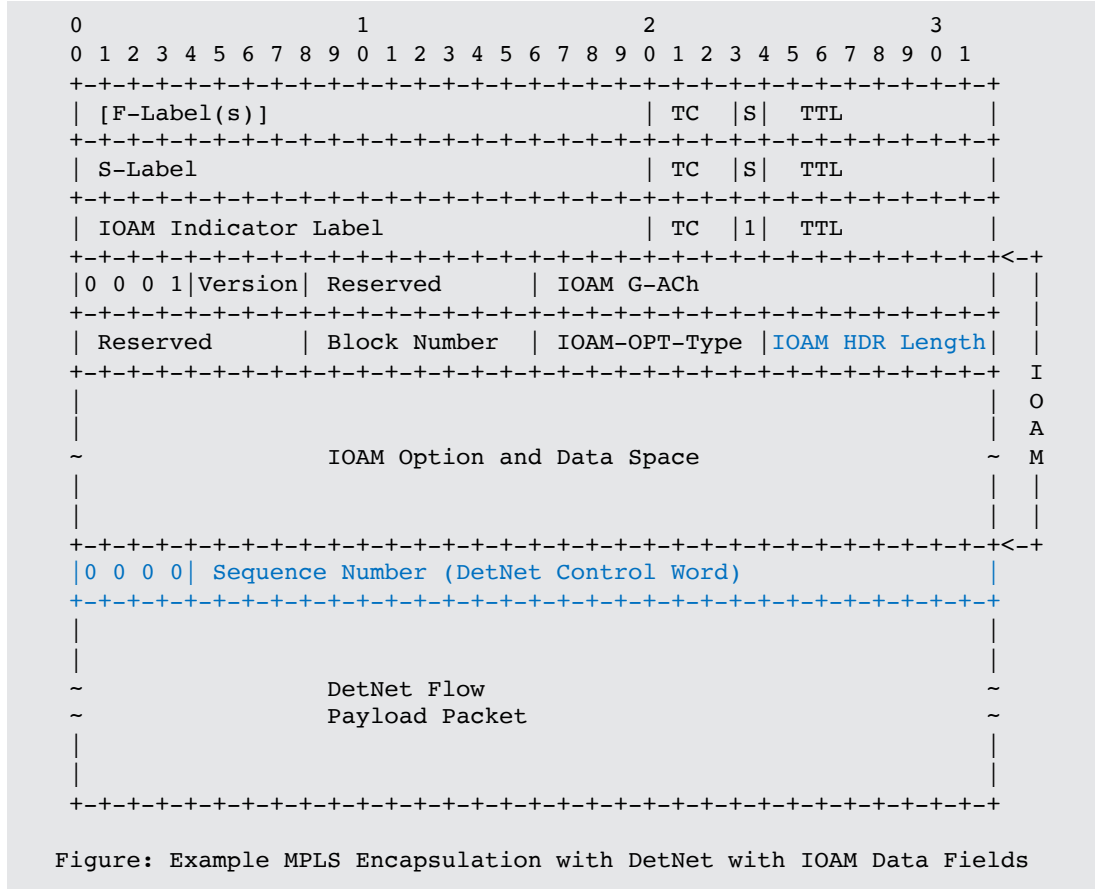 0                   1                   2                   3
0 1 2 3 4 5 6 7 8 9 0 1 2 3 4 5 6 7 8 9 0 1 2 3 4 5 6 7 8 9 0 1
+-+-+-+-+-+-+-+-+-+-+-+-+-+-+-+-+-+-+-+-+-+-+-+-+-+-+-+-+-+-+-+-+
| [F-Label(s)]                          | TC  |S|  TTL          |
+-+-+-+-+-+-+-+-+-+-+-+-+-+-+-+-+-+-+-+-+-+-+-+-+-+-+-+-+-+-+-+-+
| S-Label                               | TC  |S|  TTL          |
+-+-+-+-+-+-+-+-+-+-+-+-+-+-+-+-+-+-+-+-+-+-+-+-+-+-+-+-+-+-+-+-+
| IOAM Indicator Label                  | TC  |1|  TTL          |
+-+-+-+-+-+-+-+-+-+-+-+-+-+-+-+-+-+-+-+-+-+-+-+-+-+-+-+-+-+-+-+-+<-+
|0 0 0 1|Version| Reserved      | IOAM G-ACh                    |  |
+-+-+-+-+-+-+-+-+-+-+-+-+-+-+-+-+-+-+-+-+-+-+-+-+-+-+-+-+-+-+-+-+  |
| Reserved      | Block Number  | IOAM-OPT-Type |IOAM HDR Length|  |
+-+-+-+-+-+-+-+-+-+-+-+-+-+-+-+-+-+-+-+-+-+-+-+-+-+-+-+-+-+-+-+-+  I
|                                                               |  O
|                                                               |  A
~                 IOAM Option and Data Space                    ~  M
|                                                               |  |
|                                                               |  |
+-+-+-+-+-+-+-+-+-+-+-+-+-+-+-+-+-+-+-+-+-+-+-+-+-+-+-+-+-+-+-+-+<-+
|0 0 0 0| Sequence Number (DetNet Control Word)                 |
+-+-+-+-+-+-+-+-+-+-+-+-+-+-+-+-+-+-+-+-+-+-+-+-+-+-+-+-+-+-+-+-+
|                                                               |
|                                                               |
~                 DetNet Flow                                   ~
~                 Payload Packet                                ~
|                                                               |
|                                                               |
+-+-+-+-+-+-+-+-+-+-+-+-+-+-+-+-+-+-+-+-+-+-+-+-+-+-+-+-+-+-+-+-+
Figure: Example MPLS Encapsulation with DetNet with IOAM Data Fields